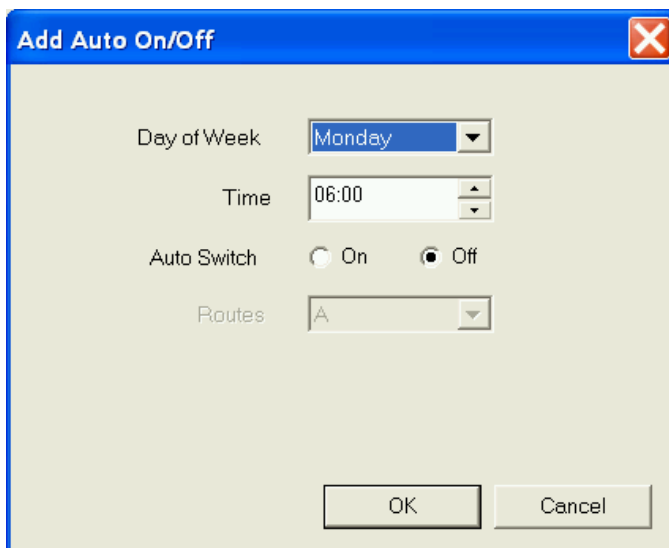 Add Auto On/Off
Day of Week Monday
Time 06:00
Auto Switch On Off
Routes A
OK Cancel